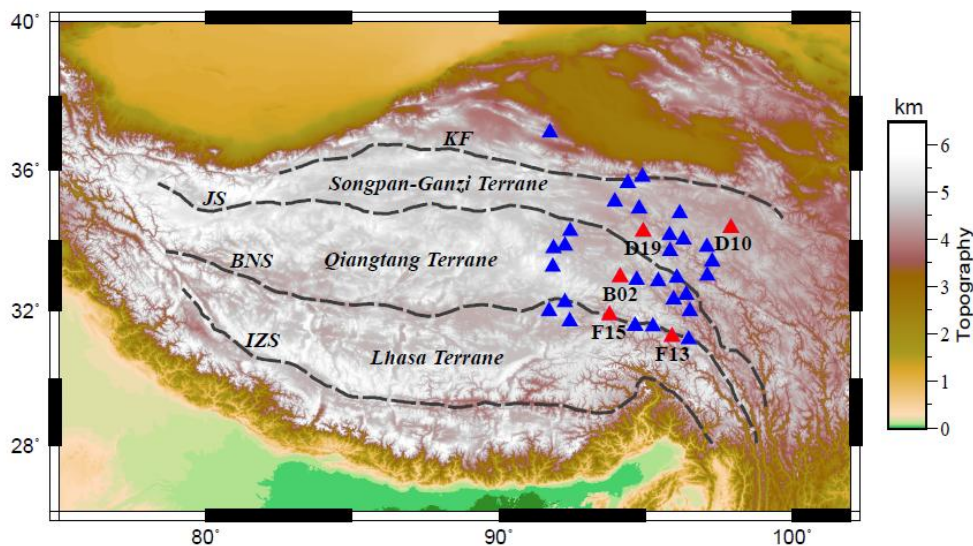 40°
km
KF
36°
Songpan-Ganzi Terrane
JS
D19
D10
BNS
Qiangtang Terrane
B02
32°
F15
IZS
Lhasa Terrane
F13
28°
80°
90°
100°
6
5
4
3
2
1
0
Topography